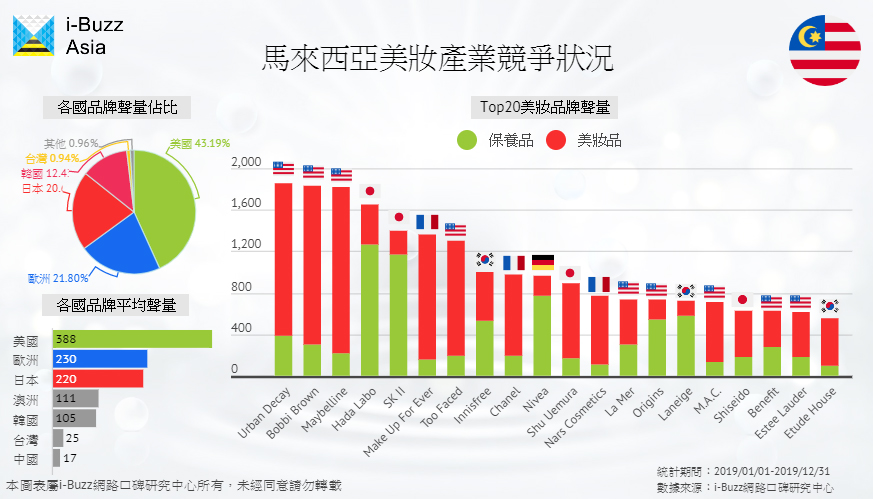 i-Buzz
Asia
馬來西亞美妝產業競爭狀況
各國品牌聲量佔比
其他 0.96%
台灣 0.94%
韓國 12.4
日本 20.
美國 43.19%
歐洲 21.80%
各國品牌平均聲量
美國 388
歐洲 230
日本 220
澳洲 111
韓國 105
台灣 25
中國 17
Top20美妝品牌聲量
保養品 美妝品
2,000
1,600
1,200
800
400
0
Urban Decay
Bobbi Brown
Maybelline
Hada Labo
SK II
Make Up For Ever
Too Faced
Innisfree
Chanel
Nivea
Shu Uemura
Nars Cosmetics
La Mer
Origins
Laneige
M.A.C.
Shiseido
Benefit
Estee Lauder
Etude House
本圖表屬i-Buzz網路口碑研究中心所有，未經同意請勿轉載
統計期間：2019/01/01-2019/12/31
數據來源：i-Buzz網路口碑研究中心